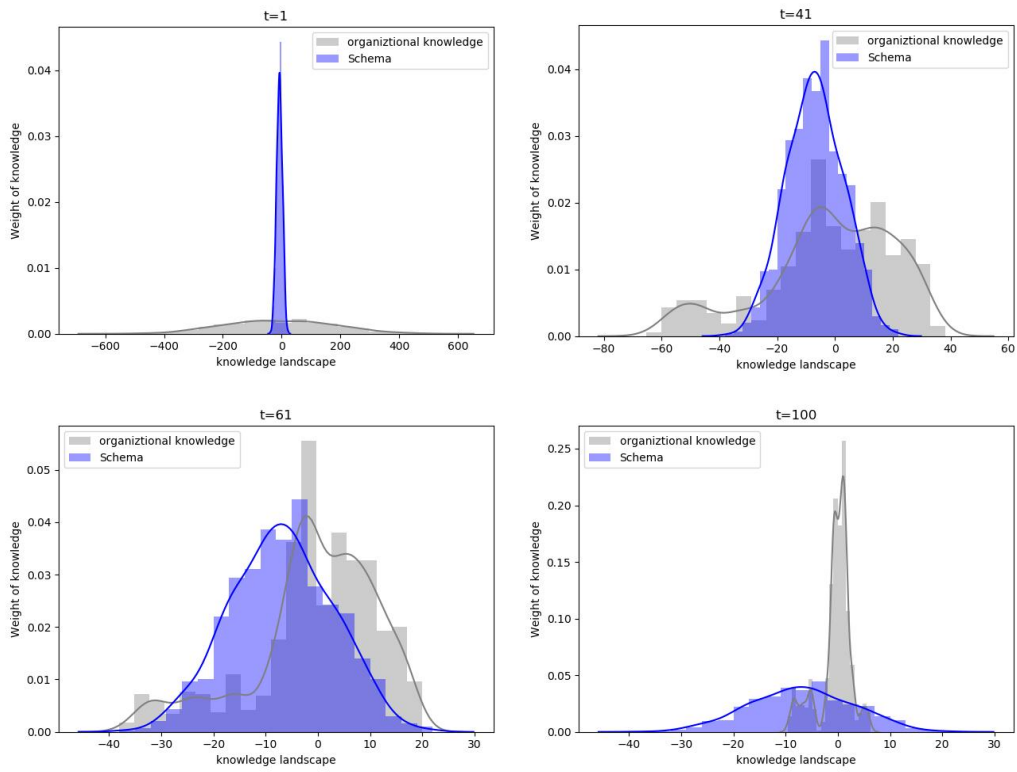 t=1
organiztional knowledge
Schema
0.04
0.03
0.02
0.01
0.00
Weight of knowledge
−600 −400 −200 0 200 400 600
knowledge landscape
t=41
organiztional knowledge
Schema
0.04
0.03
0.02
0.01
0.00
Weight of knowledge
−80 −60 −40 −20 0 20 40 60
knowledge landscape
t=61
organiztional knowledge
Schema
0.05
0.04
0.03
0.02
0.01
0.00
Weight of knowledge
−40 −30 −20 −10 0 10 20 30
knowledge landscape
t=100
organiztional knowledge
Schema
0.25
0.20
0.15
0.10
0.05
0.00
Weight of knowledge
−40 −30 −20 −10 0 10 20 30
knowledge landscape